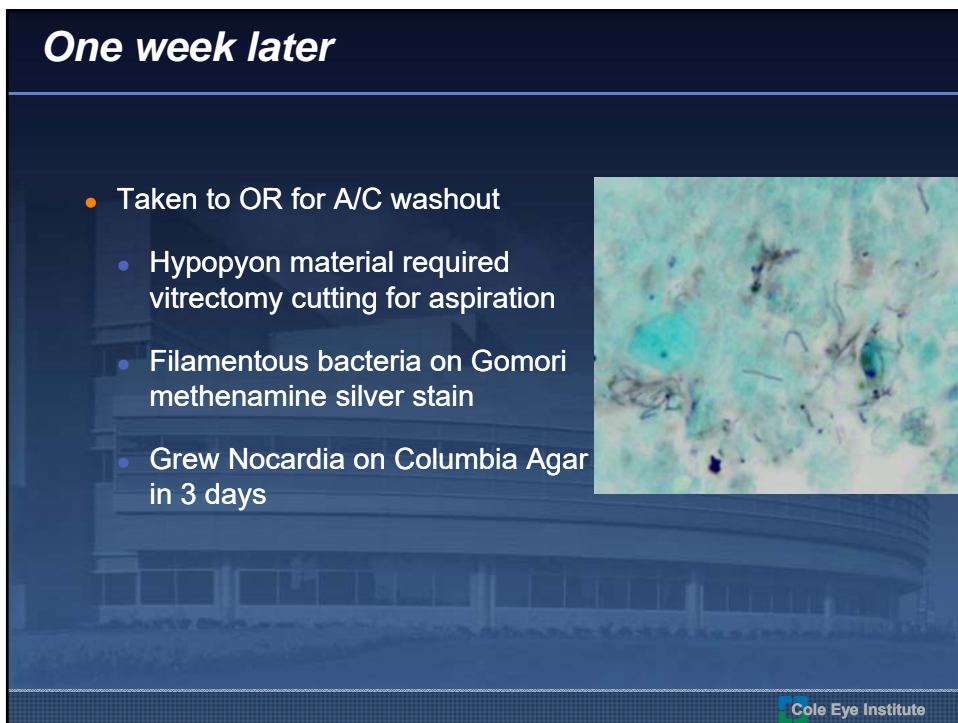 One week later
Taken to OR for A/C washout
Hypopyon material required
vitrectomy cutting for aspiration
Filamentous bacteria on Gomori
methenamine silver stain
Grew Nocardia on Columbia Agar
in 3 days
Cole Eye Institute